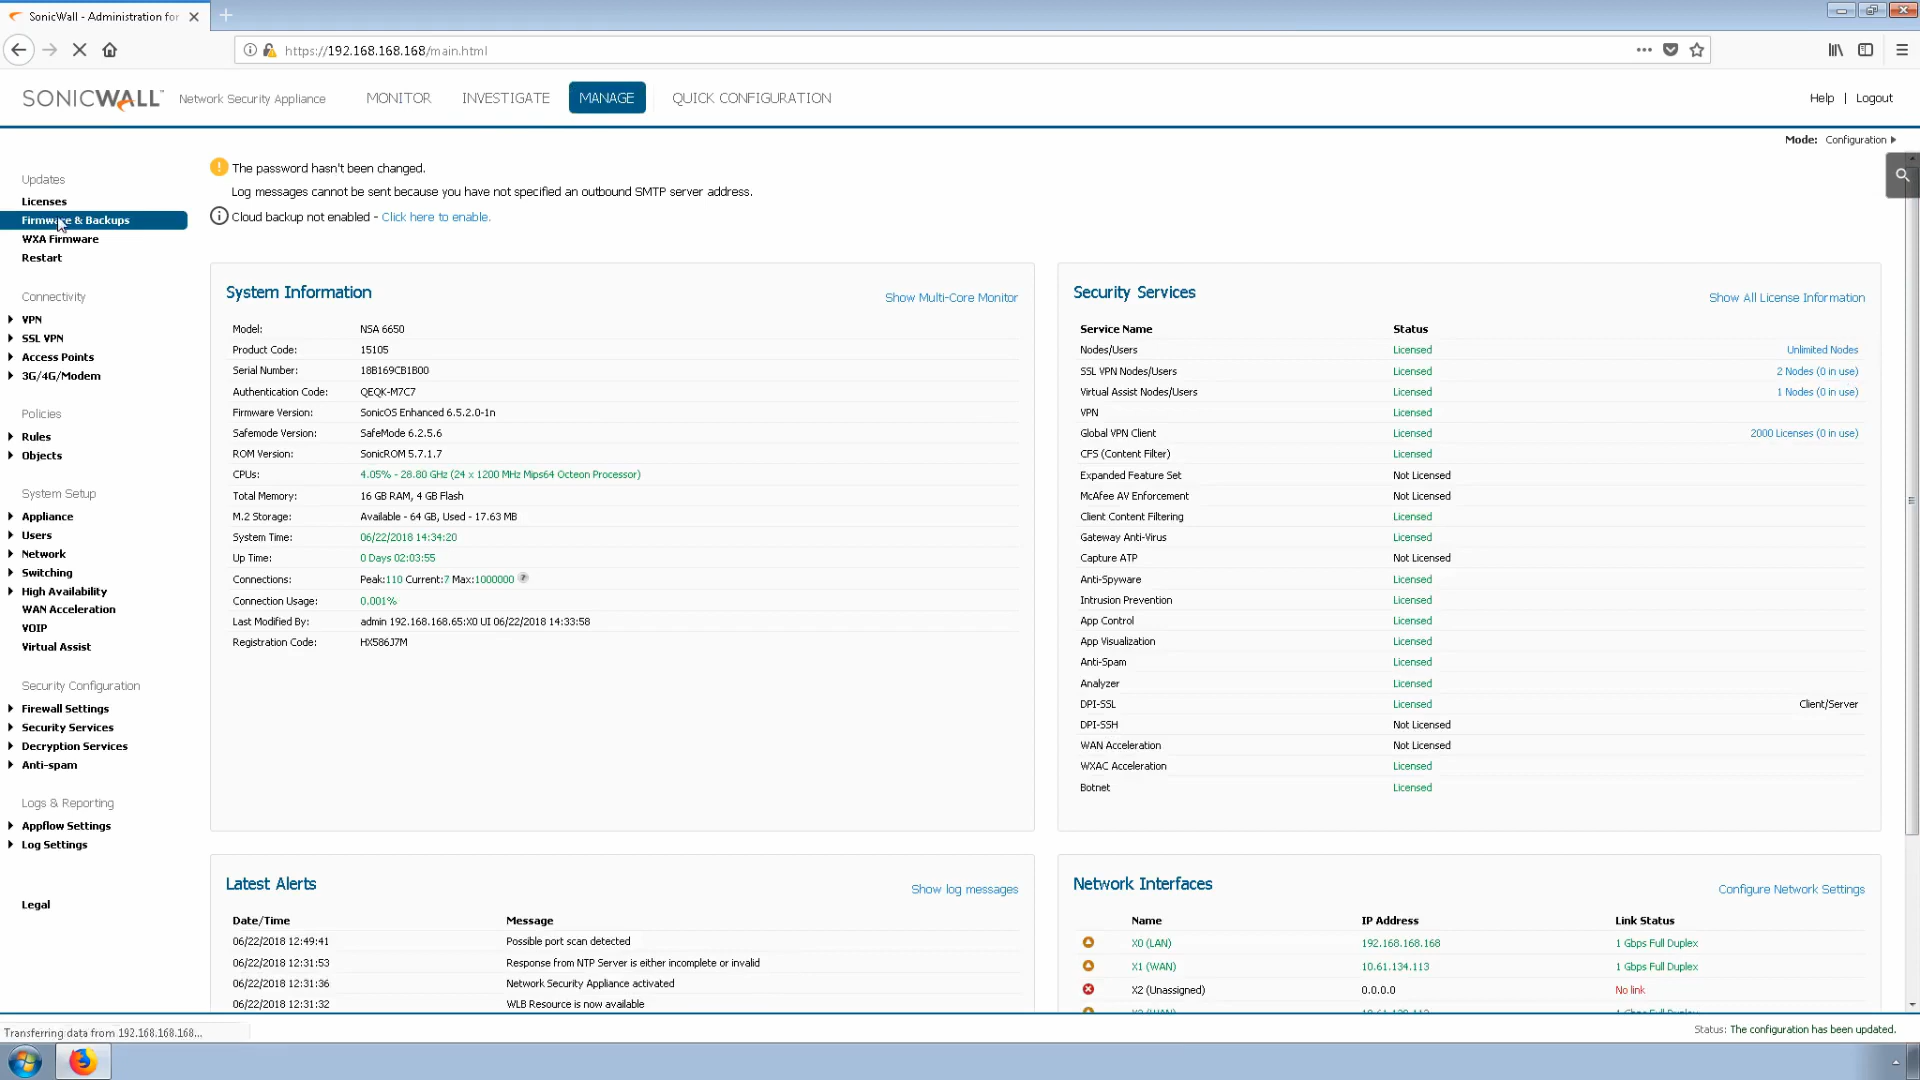 SonicWall - Administration for
https://192.168.168.168/main.html
SONICWALL Network Security Appliance MONITOR INVESTIGATE MANAGE QUICK CONFIGURATION Help | Logout
Mode: Configuration
Updates
Licenses
Firmware & Backups
WXA Firmware
Restart
Connectivity
VPN
SSL VPN
Access Points
3G/4G/Modem
Policies
Rules
Objects
System Setup
Appliance
Users
Network
Switching
High Availability
WAN Acceleration
VOIP
Virtual Assist
Security Configuration
Firewall Settings
Security Services
Decryption Services
Anti-spam
Logs & Reporting
Appflow Settings
Log Settings
Legal
The password hasn't been changed.
Log messages cannot be sent because you have not specified an outbound SMTP server address.
Cloud backup not enabled - Click here to enable.
System Information Show Multi-Core Monitor
Model: NSA 6650
Product Code: 15105
Serial Number: 18B169CB1B00
Authentication Code: QEQK-M7C7
Firmware Version: SonicOS Enhanced 6.5.2.0-1n
Safemode Version: SafeMode 6.2.5.6
ROM Version: SonicROM 5.7.1.7
CPUs: 4.05% - 28.80 GHz (24 x 1200 MHz Mips64 Octeon Processor)
Total Memory: 16 GB RAM, 4 GB Flash
M.2 Storage: Available - 64 GB, Used - 17.63 MB
System Time: 06/22/2018 14:34:20
Up Time: 0 Days 02:03:55
Connections: Peak:110 Current:7 Max:1000000
Connection Usage: 0.001%
Last Modified By: admin 192.168.168.65:X0 UI 06/22/2018 14:33:58
Registration Code: HX586J7M
Security Services Show All License Information
Service Name Status
Nodes/Users Licensed Unlimited Nodes
SSL VPN Nodes/Users Licensed 2 Nodes (0 in use)
Virtual Assist Nodes/Users Licensed 1 Nodes (0 in use)
VPN Licensed
Global VPN Client Licensed 2000 Licenses (0 in use)
CFS (Content Filter) Licensed
Expanded Feature Set Not Licensed
McAfee AV Enforcement Not Licensed
Client Content Filtering Licensed
Gateway Anti-Virus Licensed
Capture ATP Not Licensed
Anti-Spyware Licensed
Intrusion Prevention Licensed
App Control Licensed
App Visualization Licensed
Anti-Spam Licensed
Analyzer Licensed
DPI-SSL Licensed Client/Server
DPI-SSH Not Licensed
WAN Acceleration Not Licensed
WXAC Acceleration Licensed
Botnet Licensed
Latest Alerts Show log messages
Date/Time Message
06/22/2018 12:49:41 Possible port scan detected
06/22/2018 12:31:53 Response from NTP Server is either incomplete or invalid
06/22/2018 12:31:36 Network Security Appliance activated
06/22/2018 12:31:32 WLB Resource is now available
Network Interfaces Configure Network Settings
Name IP Address Link Status
X0 (LAN) 192.168.168.168 1 Gbps Full Duplex
X1 (WAN) 10.61.134.113 1 Gbps Full Duplex
X2 (Unassigned) 0.0.0.0 No link
Transferring data from 192.168.168.168...
Status: The configuration has been updated.